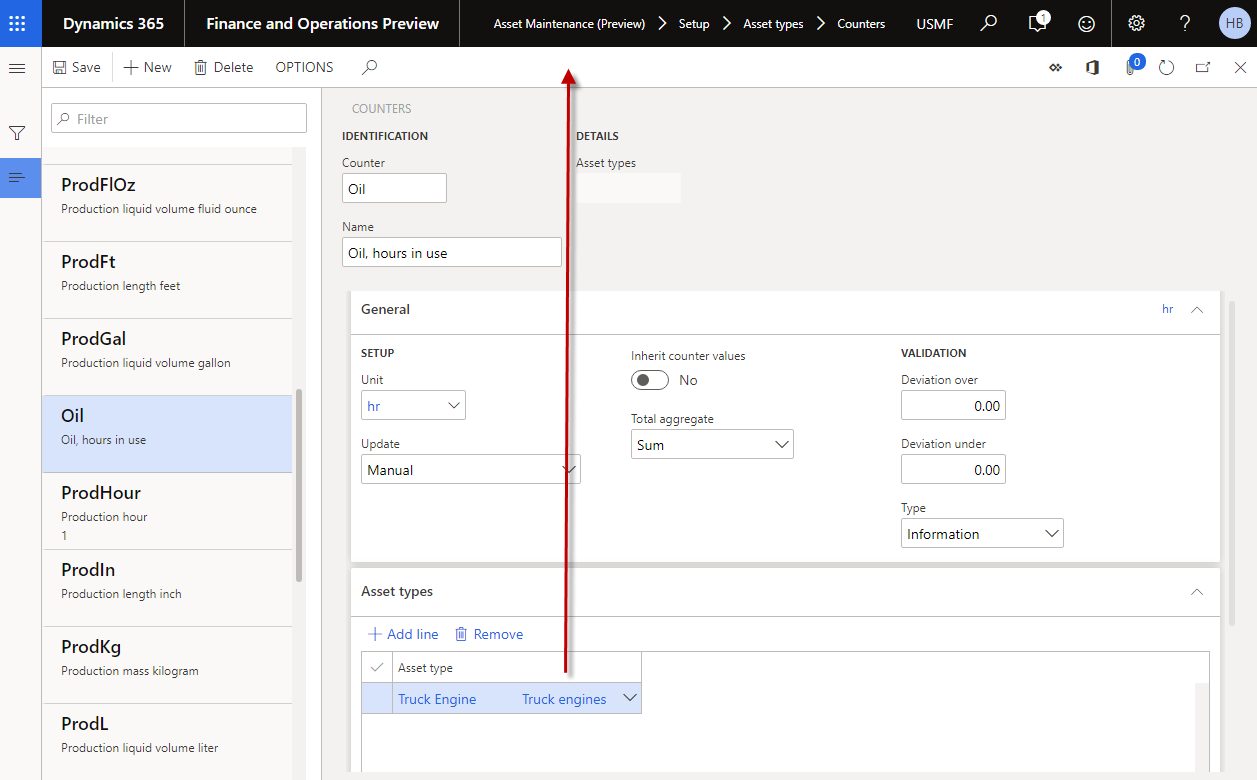 Dynamics 365
Finance and Operations Preview
Asset Maintenance (Preview)
Setup
Asset types
Counters
USMF
1
?
HB
Save
New
Delete
OPTIONS
0
Filter
ProdFlOz
Production liquid volume fluid ounce
ProdFt
Production length feet
ProdGal
Production liquid volume gallon
Oil
Oil, hours in use
ProdHour
Production hour
1
ProdIn
Production length inch
ProdKg
Production mass kilogram
ProdL
Production liquid volume liter
COUNTERS
IDENTIFICATION
Counter
Oil
Name
Oil, hours in use
DETAILS
Asset types
General
hr
SETUP
Unit
hr
Update
Manual
Inherit counter values
No
Total aggregate
Sum
VALIDATION
Deviation over
0.00
Deviation under
0.00
Type
Information
Asset types
Add line
Remove
Asset type
Truck Engine
Truck engines